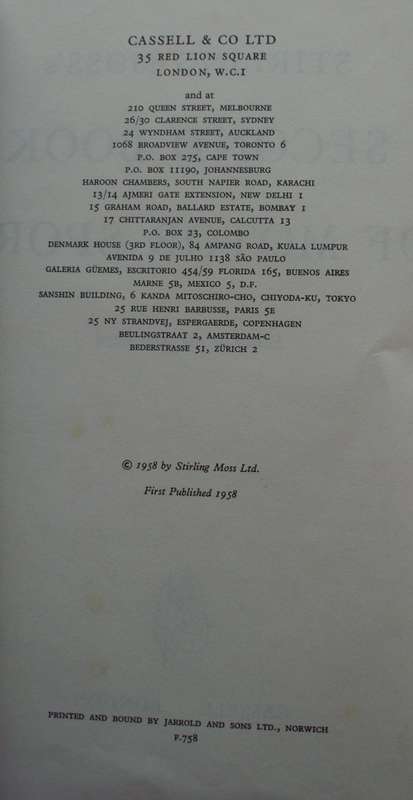 CASSELL & CO LTD
35 RED LION SQUARE
LONDON, W.C.1
and at
210 QUEEN STREET, MELBOURNE
26/30 CLARENCE STREET, SYDNEY
24 WYNDHAM STREET, AUCKLAND
1068 BROADVIEW AVENUE, TORONTO 6
P.O. BOX 275, CAPE TOWN
P.O. BOX 11190, JOHANNESBURG
HAROON CHAMBERS, SOUTH NAPIER ROAD, KARACHI
13/14 AJMERI GATE EXTENSION, NEW DELHI 1
15 GRAHAM ROAD, BALLARD ESTATE, BOMBAY 1
17 CHITTARANJAN AVENUE, CALCUTTA 13
P.O. BOX 23, COLOMBO
DENMARK HOUSE (3RD FLOOR), 84 AMPANG ROAD, KUALA LUMPUR
AVENIDA 9 DE JULHO 1138 SÃO PAULO
GALERIA GÜEMES, ESCRITORIO 454/59 FLORIDA 165, BUENOS AIRES
MARNE 5B, MEXICO 5, D.F.
SANSHIN BUILDING, 6 KANDA MITOSCHIRO-CHO, CHIYODA-KU, TOKYO
25 RUE HENRI BARBUSSE, PARIS 5E
25 NY STRANDVEJ, ESPERGAERDE, COPENHAGEN
BEULINGSTRAAT 2, AMSTERDAM-C
BEDERSTRASSE 51, ZÜRICH 2
© 1958 by Stirling Moss Ltd.
First Published 1958
PRINTED AND BOUND BY JARROLD AND SONS LTD., NORWICH
F.758